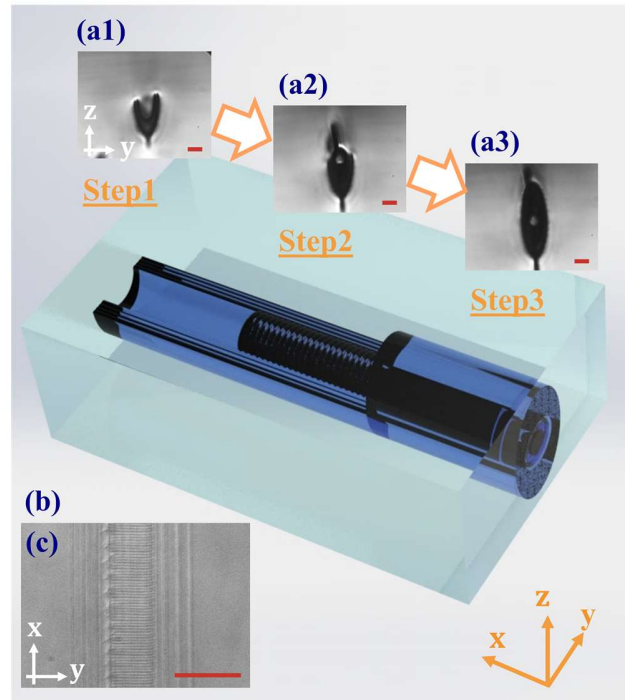 (a1)
z
y
Step1
(a2)
Step2
(a3)
Step3
(b)
(c)
x
y
z
y
x